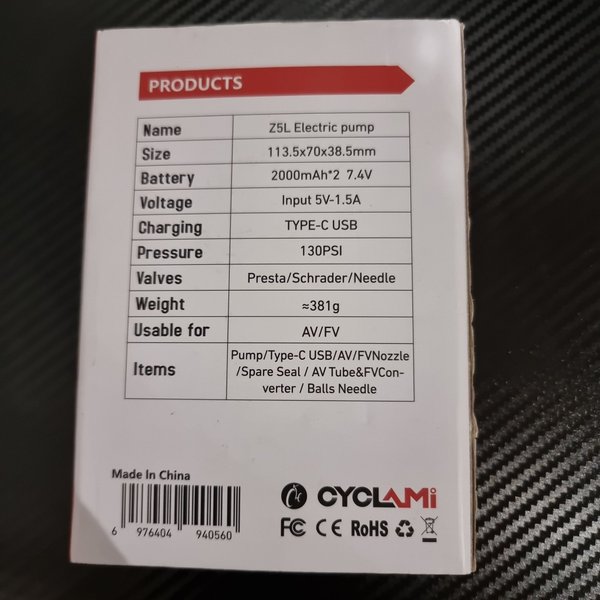 PRODUCTS
Name Z5L Electric pump
Size 113.5x70x38.5mm
Battery 2000mAh*2 7.4V
Voltage Input 5V-1.5A
Charging TYPE-C USB
Pressure 130PSI
Valves Presta/Schrader/Needle
Weight ≈381g
Usable for AV/FV
Items Pump/Type-C USB/AV/FVNozzle
/Spare Seal / AV Tube&FVCon-
verter / Balls Needle
Made In China
6 976404 940560
CYCLAMi
FC CE RoHS